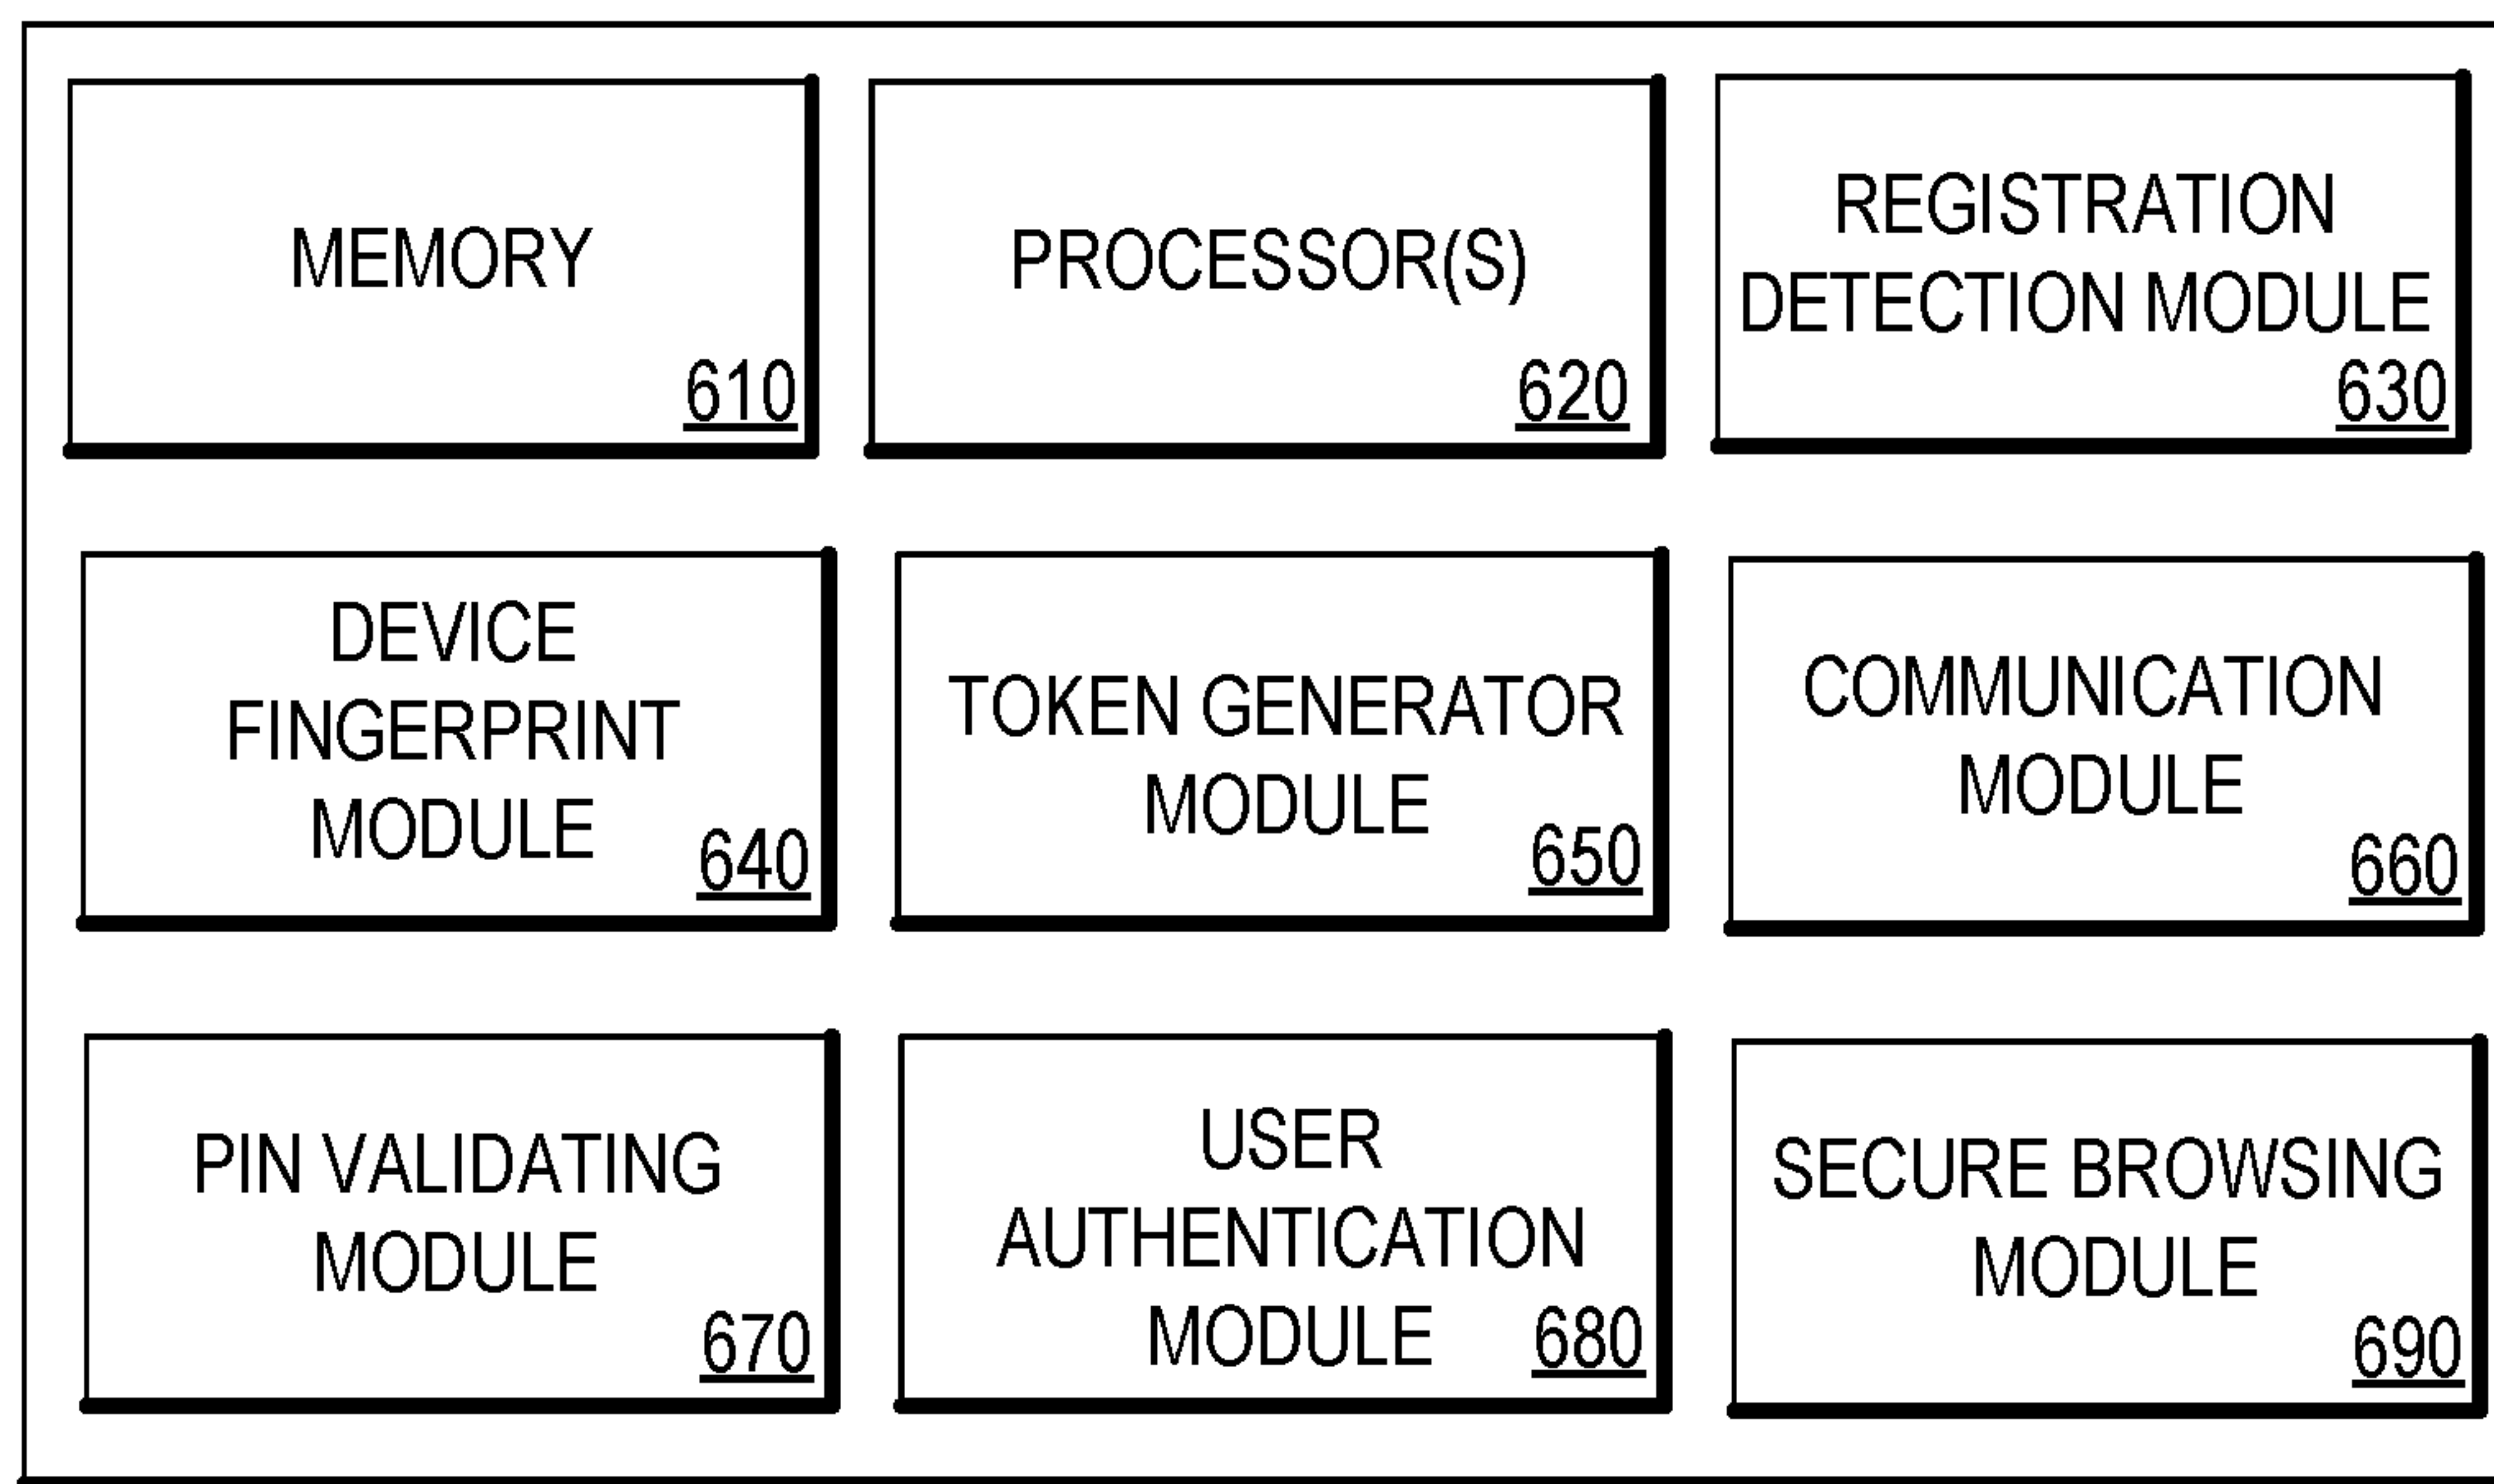 MEMORY
610
PROCESSOR(S)
620
REGISTRATION
DETECTION MODULE
630
DEVICE
FINGERPRINT
MODULE
640
TOKEN GENERATOR
MODULE
650
COMMUNICATION
MODULE
660
PIN VALIDATING
MODULE
670
USER
AUTHENTICATION
MODULE
680
SECURE BROWSING
MODULE
690